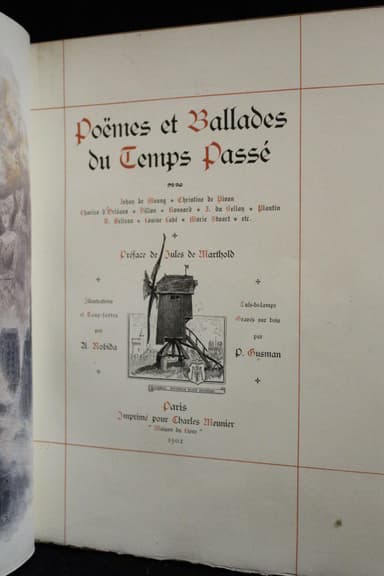 Poëmes et Ballades
du Temps Passé
Jehan de Meung * Christine de Pisan
Charles d'Orléans * Villon * Ronsard * J. du Bellay * Plantin
R. Belleau * Louise Labé * Marie Stuart * etc.
Préface de Jules de Marthold
Illustrations
et Eaux-fortes
par
A. Robida
Culs-de-lampe
Gravés sur bois
par
P. Gusman
Paris
Imprimé pour Charles Meunier
" Maison du Livre "
1902